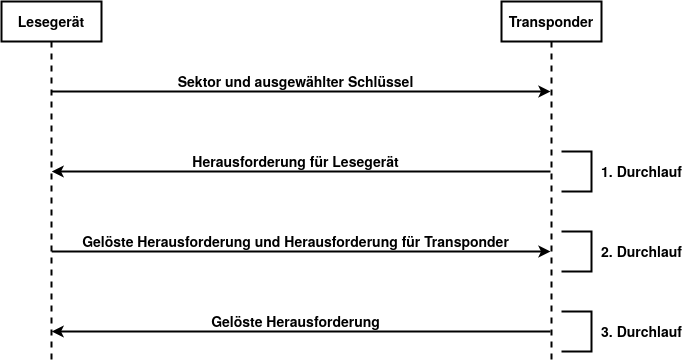 Lesegerät
Transponder
Sektor und ausgewählter Schlüssel
Herausforderung für Lesegerät
1. Durchlauf
Gelöste Herausforderung und Herausforderung für Transponder
2. Durchlauf
Gelöste Herausforderung
3. Durchlauf